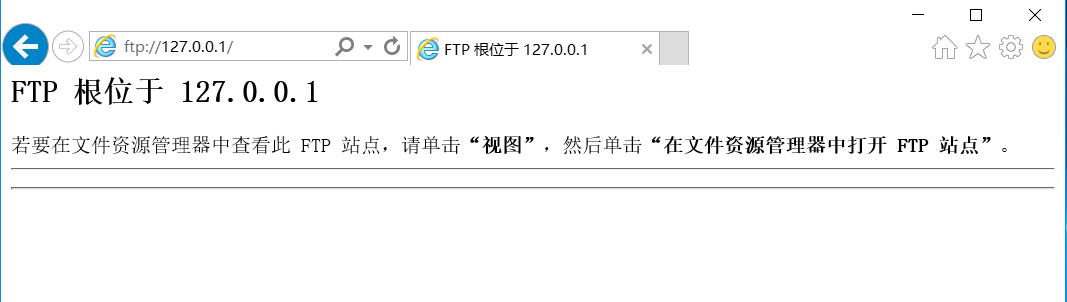 ftp://127.0.0.1/
FTP 根位于 127.0.0.1
FTP 根位于 127.0.0.1
若要在文件资源管理器中查看此 FTP 站点，请单击“视图”，然后单击“在文件资源管理器中打开 FTP 站点”。